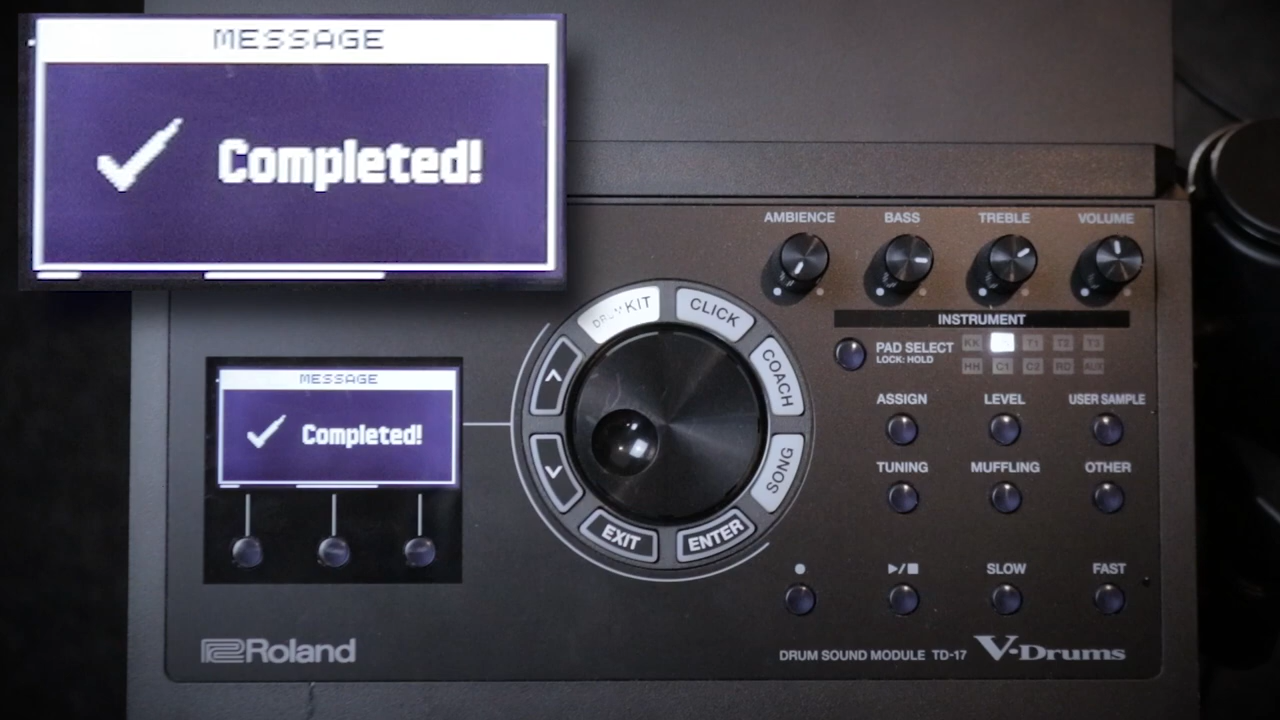 MESSAGE
Completed!
AMBIENCE BASS TREBLE VOLUME
INSTRUMENT
KIT CLICK
COACH
SONG
ENTER
EXIT
PAD SELECT
LOCK: HOLD
KK T1 T2 T3
HH C1 C2 RD AUX
MESSAGE
Completed!
ASSIGN LEVEL USER SAMPLE
TUNING MUFFLING OTHER
SLOW FAST
Roland
DRUM SOUND MODULE TD-17 V-Drums